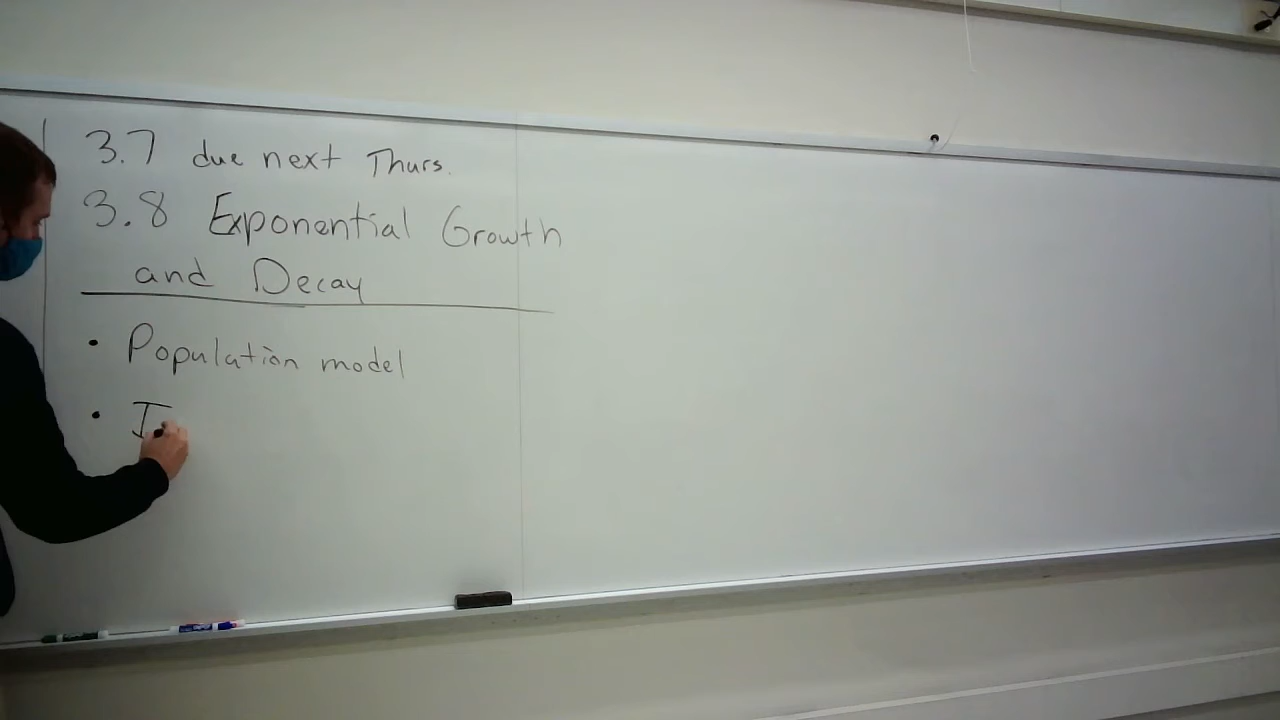 3.7 due next Thurs.
3.8 Exponential Growth
and Decay
• Population model
• I